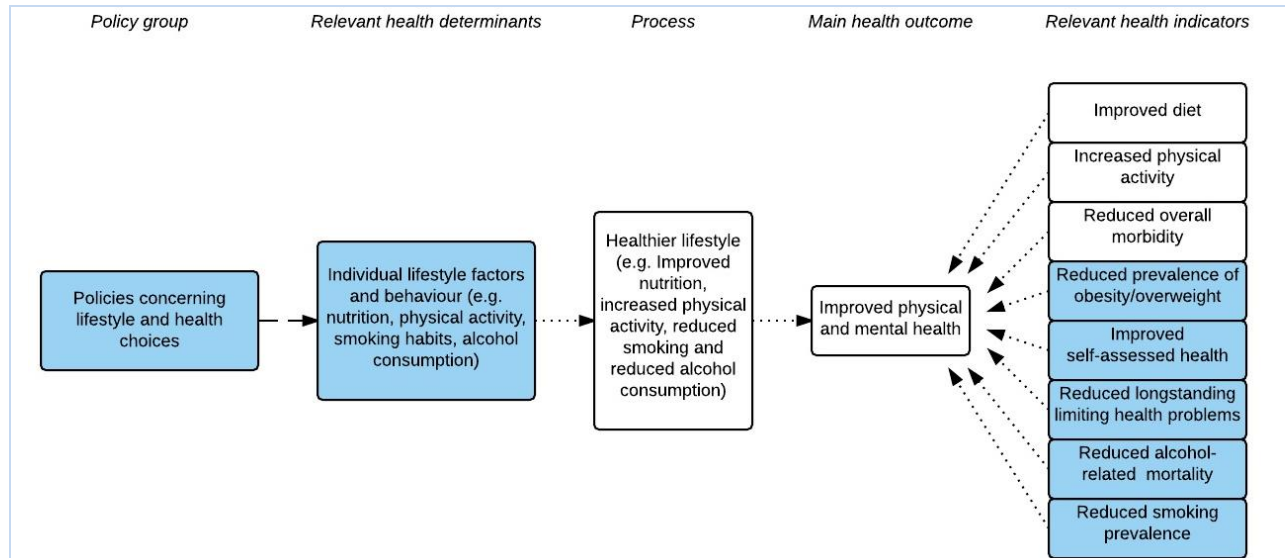 Policy group
Relevant health determinants
Process
Main health outcome
Relevant health indicators
Policies concerning
lifestyle and health
choices
Individual lifestyle factors
and behaviour (e.g.
nutrition, physical activity,
smoking habits, alcohol
consumption)
Healthier lifestyle
(e.g. Improved
nutrition,
increased physical
activity, reduced
smoking and
reduced alcohol
consumption)
Improved physical
and mental health
Improved diet
Increased physical
activity
Reduced overall
morbidity
Reduced prevalence of
obesity/overweight
Improved
self-assessed health
Reduced longstanding
limiting health problems
Reduced alcohol-
related mortality
Reduced smoking
prevalence